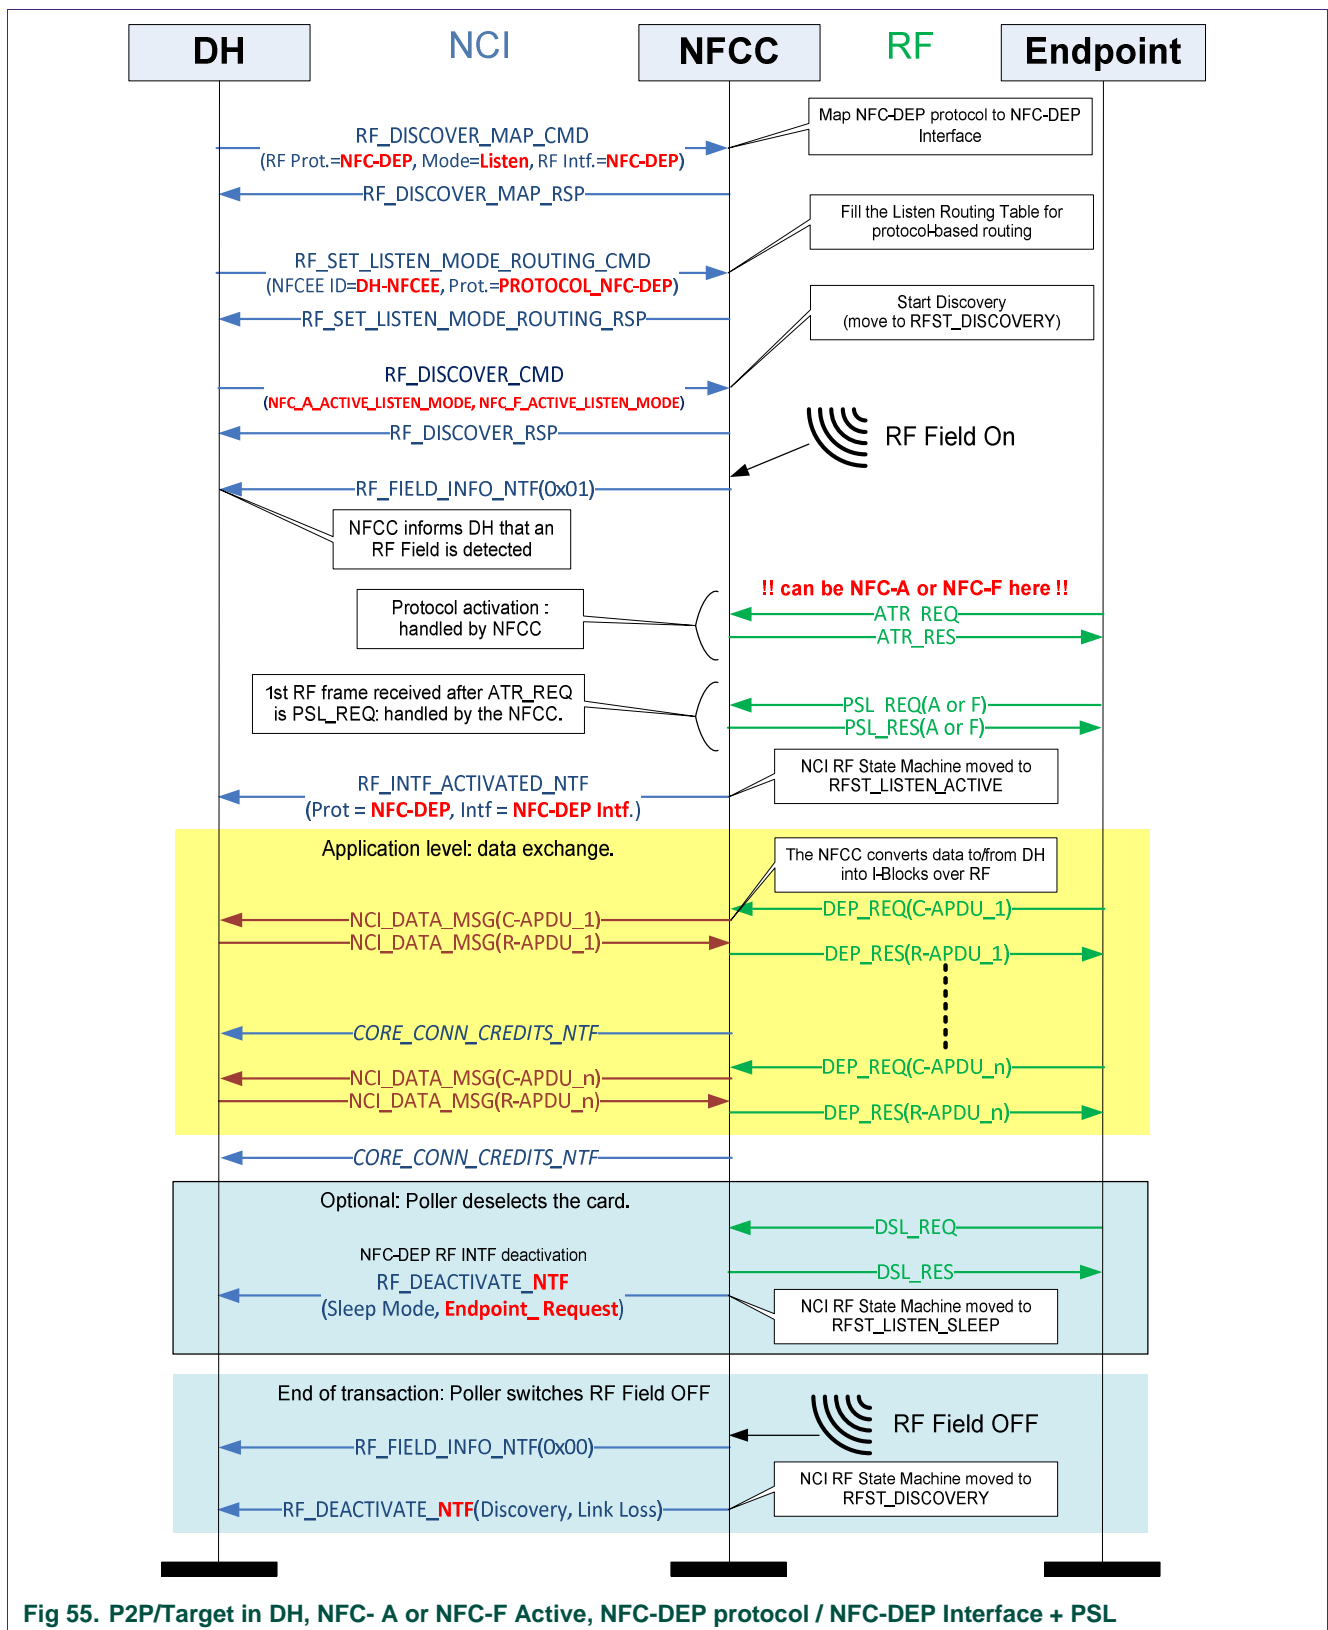 DH
NCI
NFCC
RF
Endpoint
Map NFC-DEP protocol to NFC-DEP
Interface
RF_DISCOVER_MAP_CMD
(RF Prot.=NFC-DEP, Mode=Listen, RF Intf.=NFC-DEP)
RF_DISCOVER_MAP_RSP
Fill the Listen Routing Table for
protocol-based routing
RF_SET_LISTEN_MODE_ROUTING_CMD
(NFCEE ID=DH-NFCEE, Prot.=PROTOCOL_NFC-DEP)
RF_SET_LISTEN_MODE_ROUTING_RSP
Start Discovery
(move to RFST_DISCOVERY)
RF_DISCOVER_CMD
(NFC_A_ACTIVE_LISTEN_MODE, NFC_F_ACTIVE_LISTEN_MODE)
RF_DISCOVER_RSP
RF Field On
RF_FIELD_INFO_NTF(0x01)
NFCC informs DH that an
RF Field is detected
!! can be NFC-A or NFC-F here !!
Protocol activation :
handled by NFCC
ATR_REQ
ATR_RES
1st RF frame received after ATR_REQ
is PSL_REQ: handled by the NFCC.
PSL_REQ(A or F)
PSL_RES(A or F)
NCI RF State Machine moved to
RFST_LISTEN_ACTIVE
RF_INTF_ACTIVATED_NTF
(Prot = NFC-DEP, Intf = NFC-DEP Intf.)
Application level: data exchange.
The NFCC converts data to/from DH
into I-Blocks over RF
DEP_REQ(C-APDU_1)
NCI_DATA_MSG(C-APDU_1)
NCI_DATA_MSG(R-APDU_1)
DEP_RES(R-APDU_1)
CORE_CONN_CREDITS_NTF
DEP_REQ(C-APDU_n)
NCI_DATA_MSG(C-APDU_n)
NCI_DATA_MSG(R-APDU_n)
DEP_RES(R-APDU_n)
CORE_CONN_CREDITS_NTF
Optional: Poller deselects the card.
DSL_REQ
NFC-DEP RF INTF deactivation
DSL_RES
RF_DEACTIVATE_NTF
(Sleep Mode, Endpoint_ Request)
NCI RF State Machine moved to
RFST_LISTEN_SLEEP
End of transaction: Poller switches RF Field OFF
RF Field OFF
RF_FIELD_INFO_NTF(0x00)
NCI RF State Machine moved to
RFST_DISCOVERY
RF_DEACTIVATE_NTF(Discovery, Link Loss)
Fig 55. P2P/Target in DH, NFC- A or NFC-F Active, NFC-DEP protocol / NFC-DEP Interface + PSL